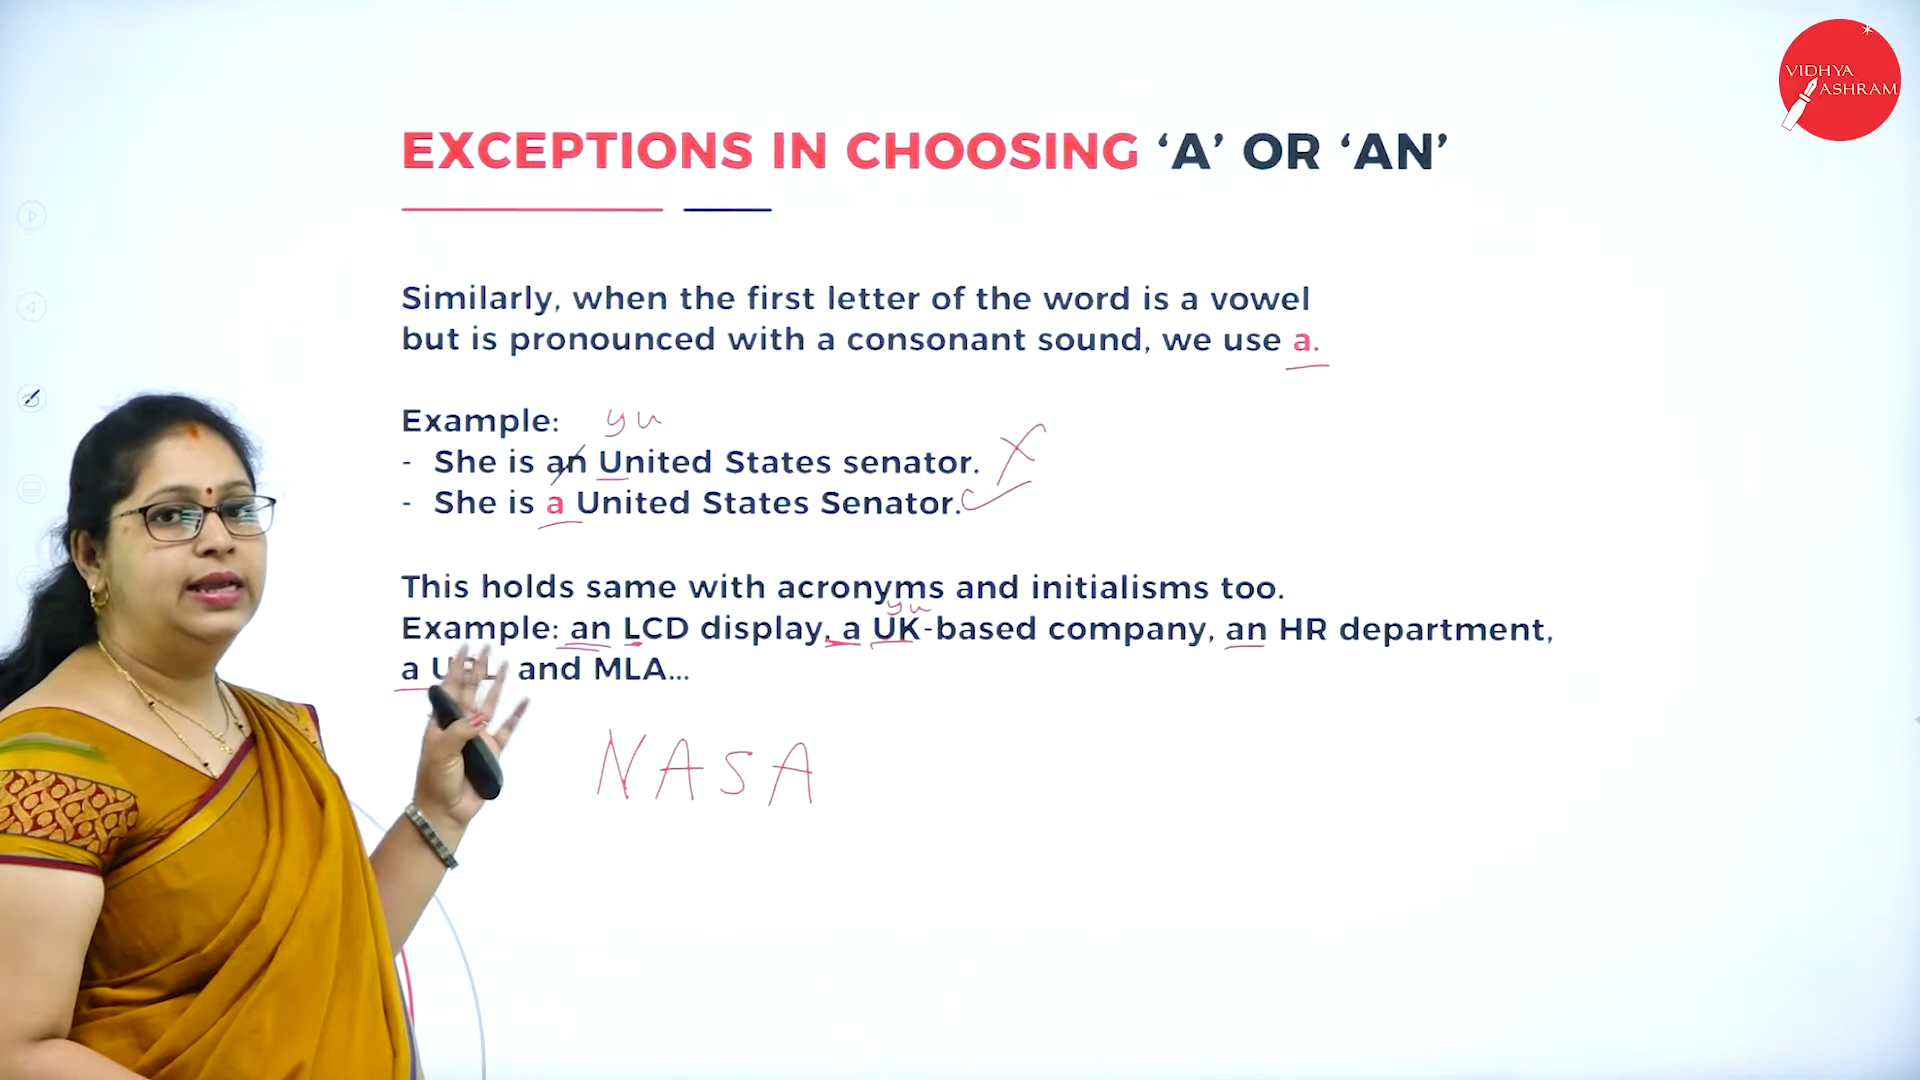 VIDHYA
ASHRAM
EXCEPTIONS IN CHOOSING ‘A’ OR ‘AN’
Similarly, when the first letter of the word is a vowel
but is pronounced with a consonant sound, we use a.
Example: yu
- She is an United States senator.
- She is a United States Senator.
This holds same with acronyms and initialisms too.
yu
Example: an LCD display, a UK-based company, an HR department,
a and MLA...
NASA